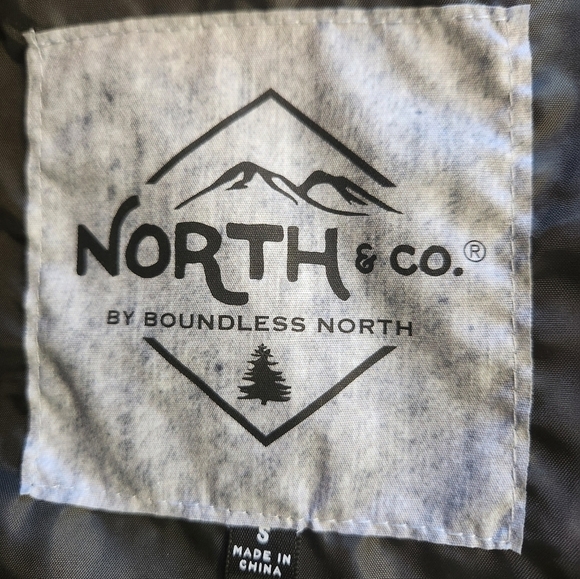 NORTH & CO.®
BY BOUNDLESS NORTH
S
MADE IN
CHINA